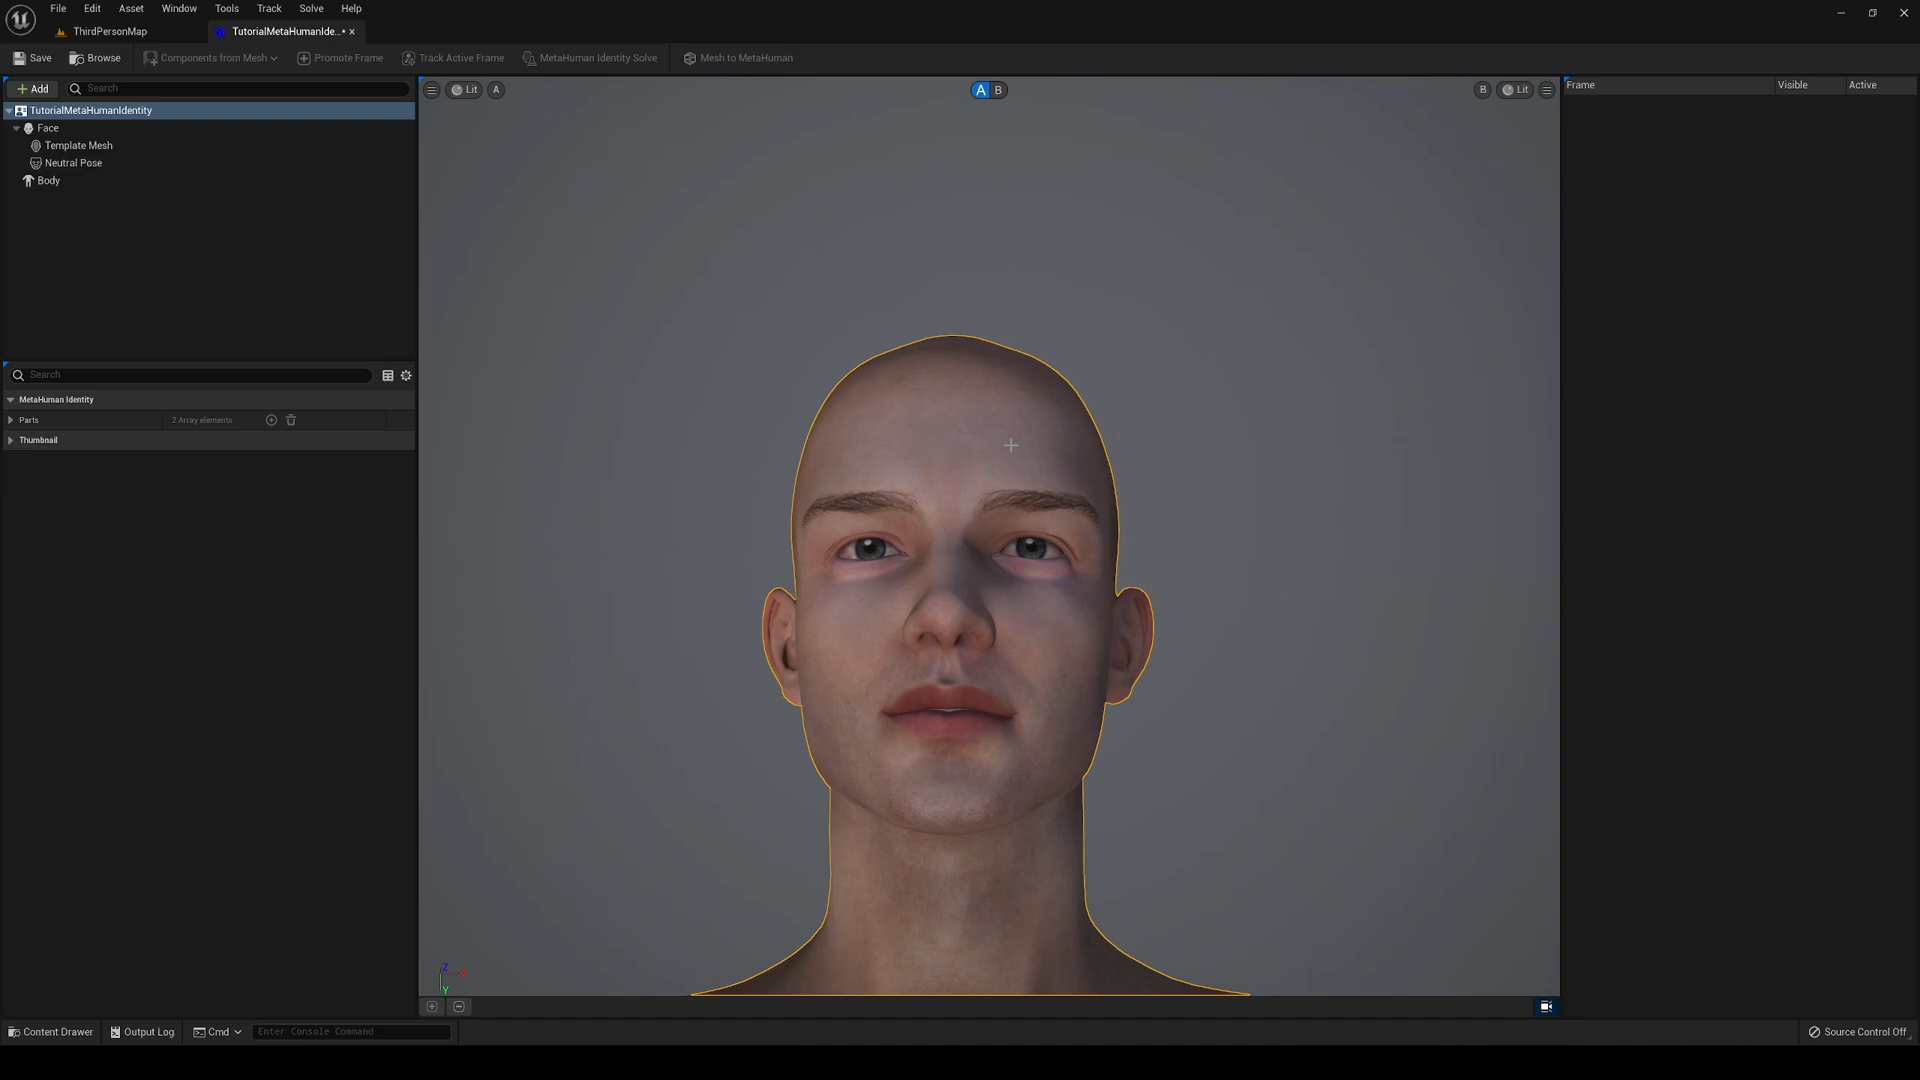 File Edit Asset Window Tools Track Solve Help
ThirdPersonMap TutorialMetaHumanIde...•
Save Browse Components from Mesh Promote Frame Track Active Frame MetaHuman Identity Solve Mesh to MetaHuman
Add Search
TutorialMetaHumanIdentity
Face
Template Mesh
Neutral Pose
Body
Lit A
A B
B Lit
Frame Visible Active
Search
MetaHuman Identity
Parts 2 Array elements
Thumbnail
Z X
Y
Content Drawer Output Log Cmd Enter Console Command Source Control Off